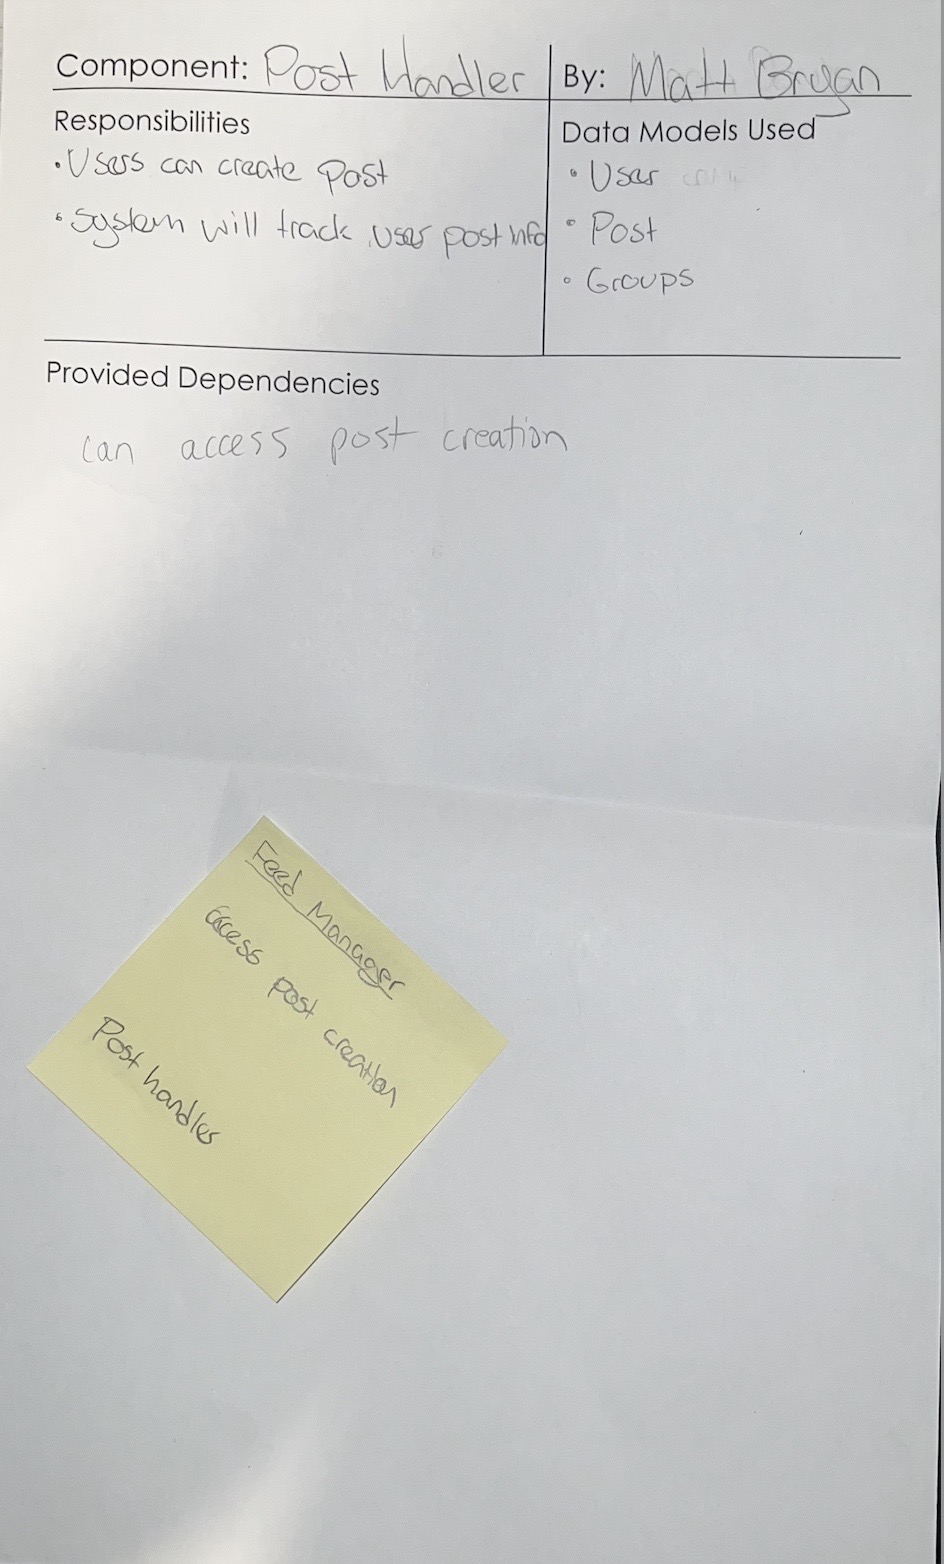 Component: Post Handler
By: Matt Bryan
Responsibilities
• Users can create Post
• System will track user post info
Data Models Used
• User
• Post
• Groups
Provided Dependencies
can access post creation
Feed Manager
access post creation
Post handler